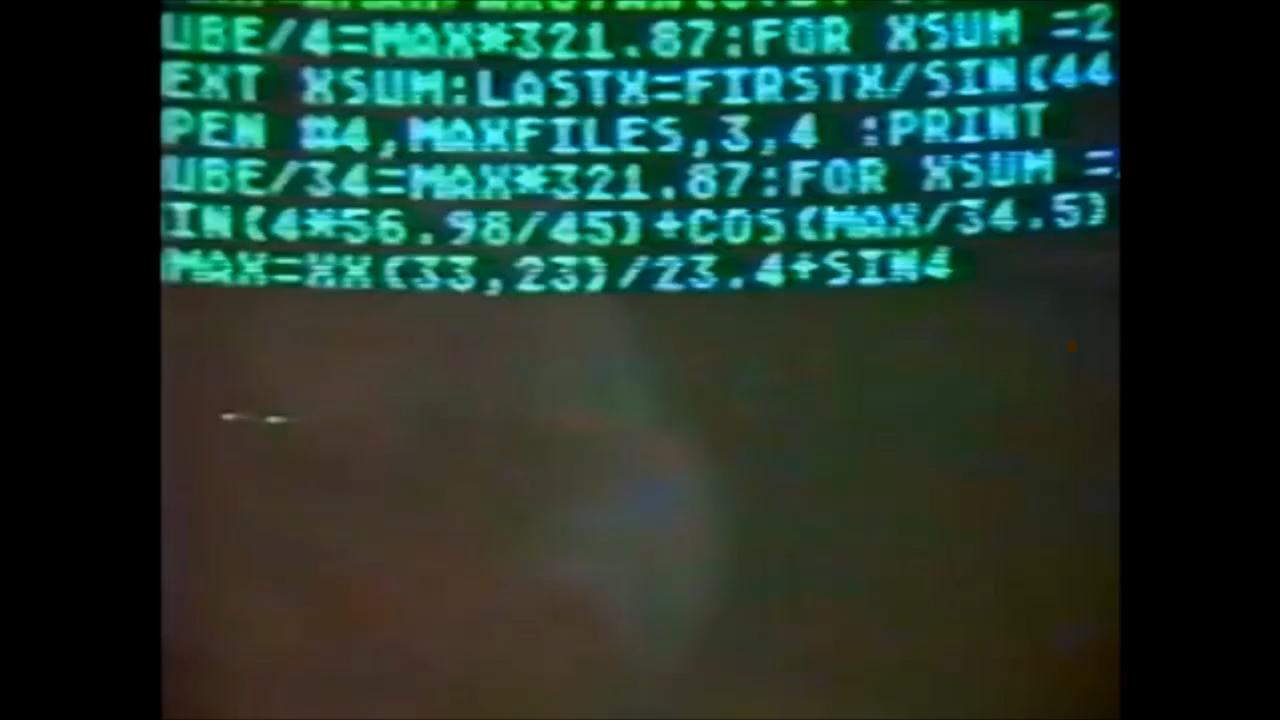 UBE/4=MAX*321.87:FOR XSUM =2
EXT XSUM:LASTX=FIRSTX/SIN(44
PEN #4,MAXFILES,3,4 :PRINT
UBE/34=MAX*321.87:FOR XSUM =
IN(4*56.98/45)+COS(MAX/34.5)
MAX=XX(33,23)/23.4+SIN4